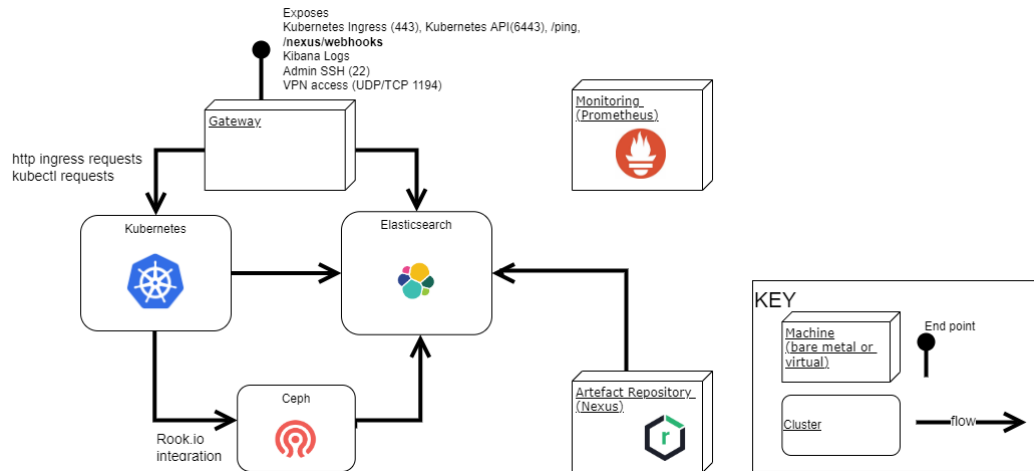 Exposes
Kubernetes Ingress (443), Kubernetes API(6443), /ping,
/nexus/webhooks
Kibana Logs
Admin SSH (22)
VPN access (UDP/TCP 1194)
Gateway
Monitoring
(Prometheus)
http ingress requests
kubectl requests
Kubernetes
Elasticsearch
Ceph
Rook.io
integration
Artefact Repository
(Nexus)
r
KEY
Machine
(bare metal or
virtual)
End point
Cluster
flow